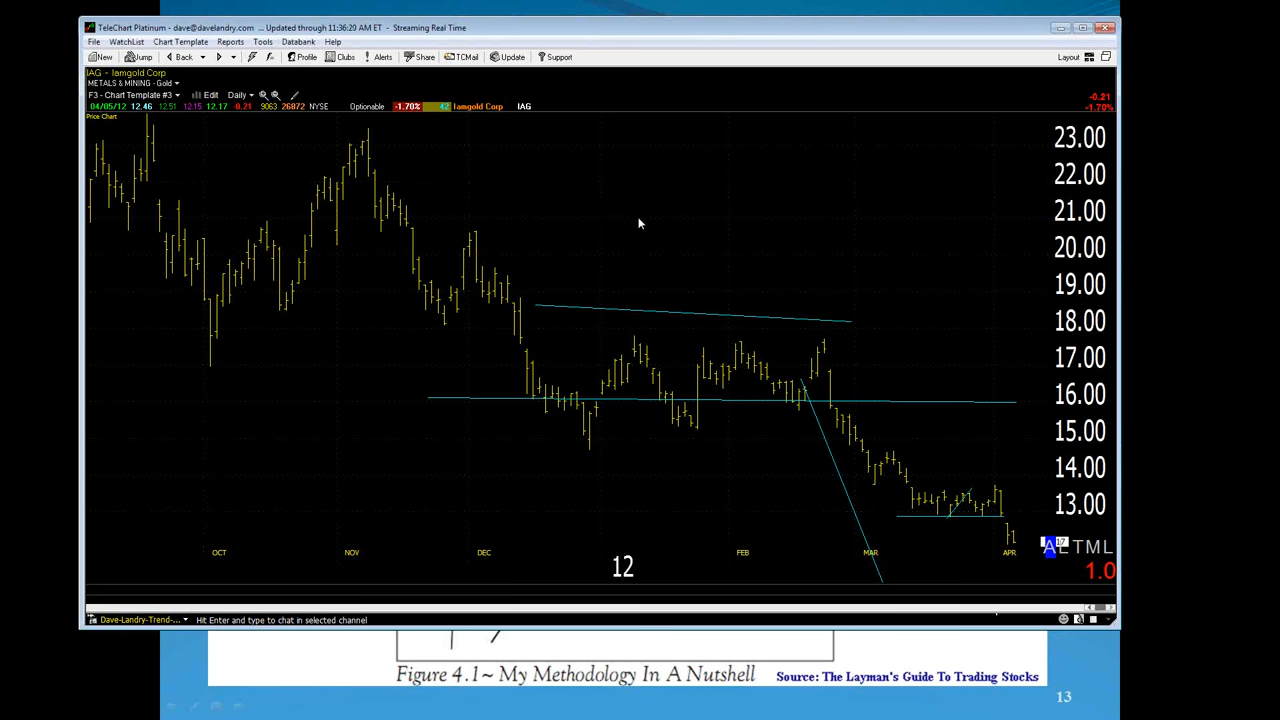 TeleChart Platinum - dave@davelandry.com - Updated through 11:36:20 AM ET - Streaming Real Time
File WatchList Chart Template Reports Tools Databank Help
New Jump Back Profile Clubs Alerts Share TCMail Update Support Layout
IAG - Iamgold Corp
METALS & MINING - Gold
F3 - Chart Template #3 Edit Daily
04/05/12 12.46 12.51 12.15 12.17 -0.21 9063 26872 NYSE Optionable -1.70% 42 Iamgold Corp IAG
-0.21
-1.70%
Price Chart
23.00
22.00
21.00
20.00
19.00
18.00
17.00
16.00
15.00
14.00
13.00
ALTML
OCT NOV DEC 12 FEB MAR APR
1.0
Dave-Landry-Trend-... Hit Enter and type to chat in selected channel
Figure 4.1~ My Methodology In A Nutshell Source: The Layman's Guide To Trading Stocks
13